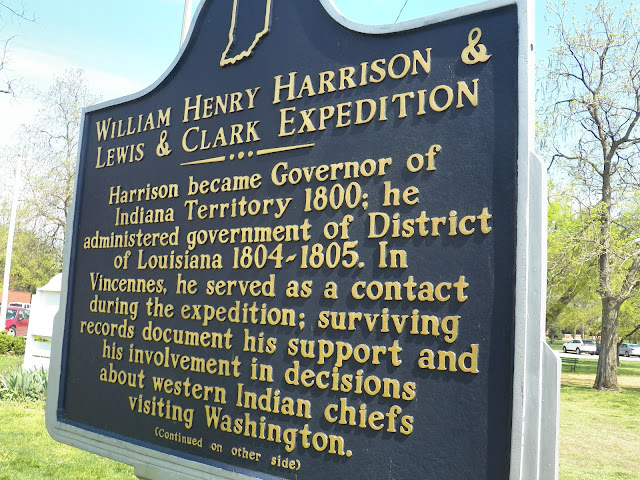 William Henry Harrison &
Lewis & Clark Expedition
Harrison became Governor of
Indiana Territory 1800; he
administered government of District
of Louisiana 1804-1805. In
Vincennes, he served as a contact
during the expedition; surviving
records document his support and
his involvement in decisions
about western Indian chiefs
visiting Washington.
(Continued on other side)